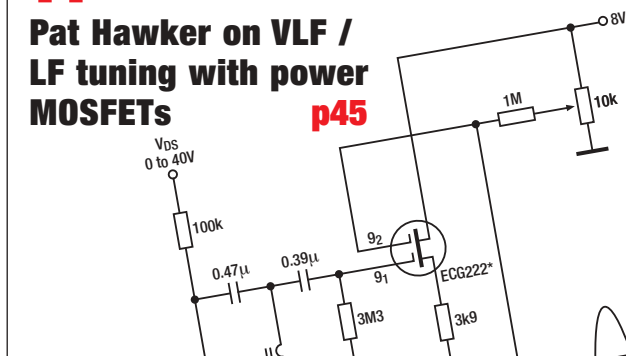 Pat Hawker on VLF /
LF tuning with power
MOSFETs p45
8V
1M
10k
VDS
0 to 40V
100k
92
0.47μ
0.39μ
91
ECG222*
3M3
3k9